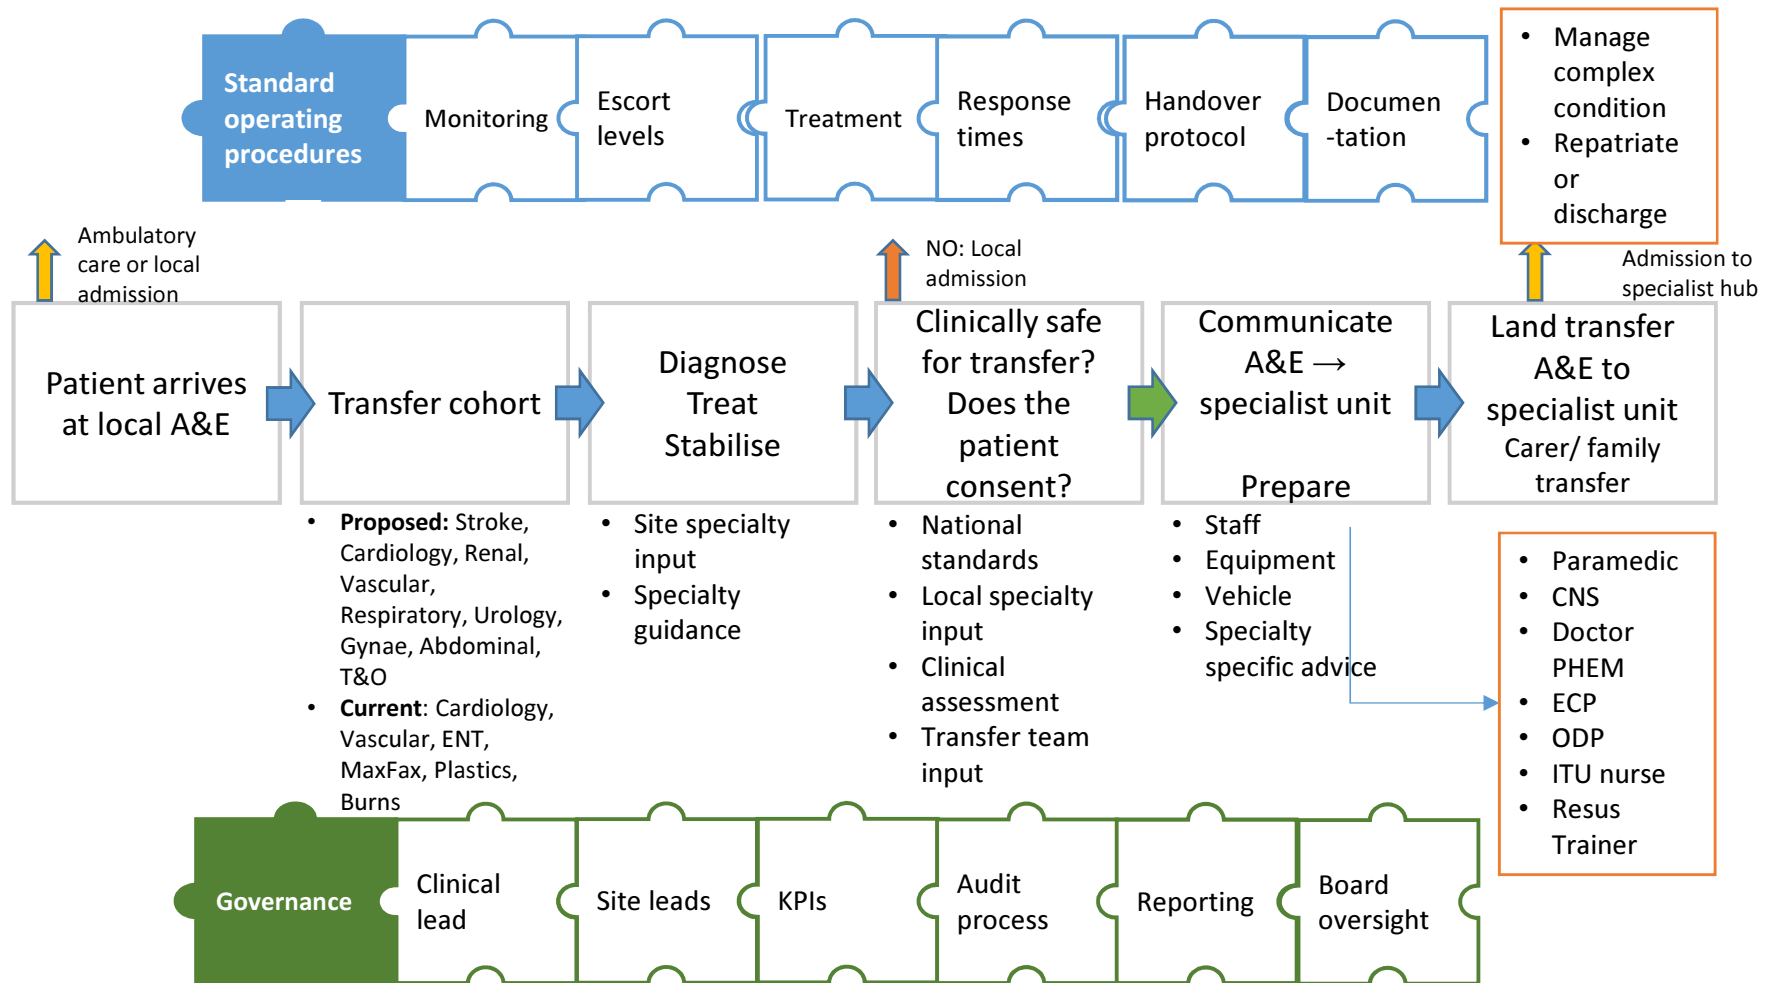 Standard
operating
procedures
Monitoring
Escort
levels
Treatment
Response
times
Handover
protocol
Documen
-tation
• Manage
complex
condition
• Repatriate
or
discharge
Ambulatory
care or local
admission
NO: Local
admission
Admission to
specialist hub
Patient arrives
at local A&E
Transfer cohort
Diagnose
Treat
Stabilise
Clinically safe
for transfer?
Does the
patient
consent?
Communicate
A&E →
specialist unit
Prepare
Land transfer
A&E to
specialist unit
Carer/ family
transfer
• Proposed: Stroke,
Cardiology, Renal,
Vascular,
Respiratory, Urology,
Gynae, Abdominal,
T&O
• Current: Cardiology,
Vascular, ENT,
MaxFax, Plastics,
Burns
• Site specialty
input
• Specialty
guidance
• National
standards
• Local specialty
input
• Clinical
assessment
• Transfer team
input
• Staff
• Equipment
• Vehicle
• Specialty
specific advice
• Paramedic
• CNS
• Doctor
PHEM
• ECP
• ODP
• ITU nurse
• Resus
Trainer
Governance
Clinical
lead
Site leads
KPIs
Audit
process
Reporting
Board
oversight